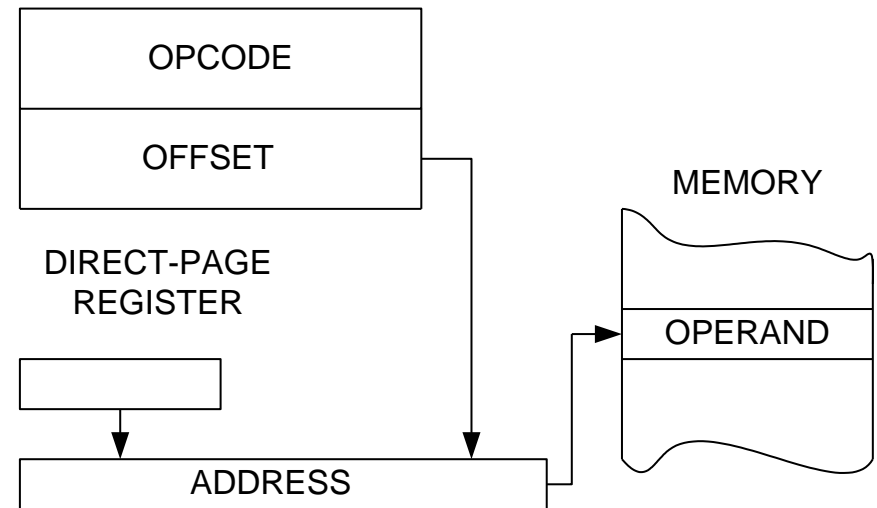 OPCODE
OFFSET
MEMORY
DIRECT-PAGE
REGISTER
OPERAND
ADDRESS